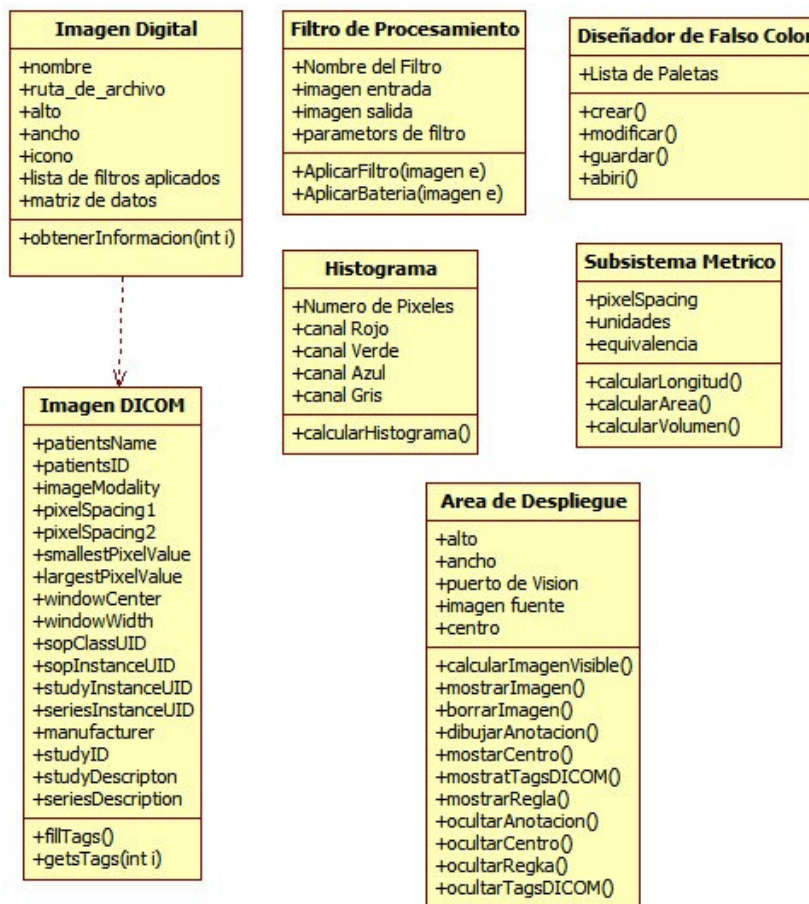 Imagen Digital
+nombre
+ruta_de_archivo
+alto
+ancho
+icono
+lista de filtros aplicados
+matriz de datos
+obtenerInformacion(int i)
Filtro de Procesamiento
+Nombre del Filtro
+imagen entrada
+imagen salida
+parametors de filtro
+AplicarFiltro(imagen e)
+AplicarBateria(imagen e)
Diseñador de Falso Color
+Lista de Paletas
+crear()
+modificar()
+guardar()
+abiri()
Histograma
+Numero de Pixeles
+canal Rojo
+canal Verde
+canal Azul
+canal Gris
+calcularHistograma()
Subsistema Metrico
+pixelSpacing
+unidades
+equivalencia
+calcularLongitud()
+calcularArea()
+calcularVolumen()
Imagen DICOM
+patientsName
+patientsID
+imageModality
+pixelSpacing1
+pixelSpacing2
+smallestPixelValue
+largestPixelValue
+windowCenter
+windowWidth
+sopClassUID
+sopInstanceUID
+studyInstanceUID
+seriesInstanceUID
+manufacturer
+studyID
+studyDescripton
+seriesDescription
+fillTags()
+getsTags(int i)
Area de Despliegue
+alto
+ancho
+puerto de Vision
+imagen fuente
+centro
+calcularImagenVisible()
+mostrarImagen()
+borrarImagen()
+dibujarAnotacion()
+mostarCentro()
+mostratTagsDICOM()
+mostrarRegla()
+ocultarAnotacion()
+ocultarCentro()
+ocultarRegka()
+ocultarTagsDICOM()